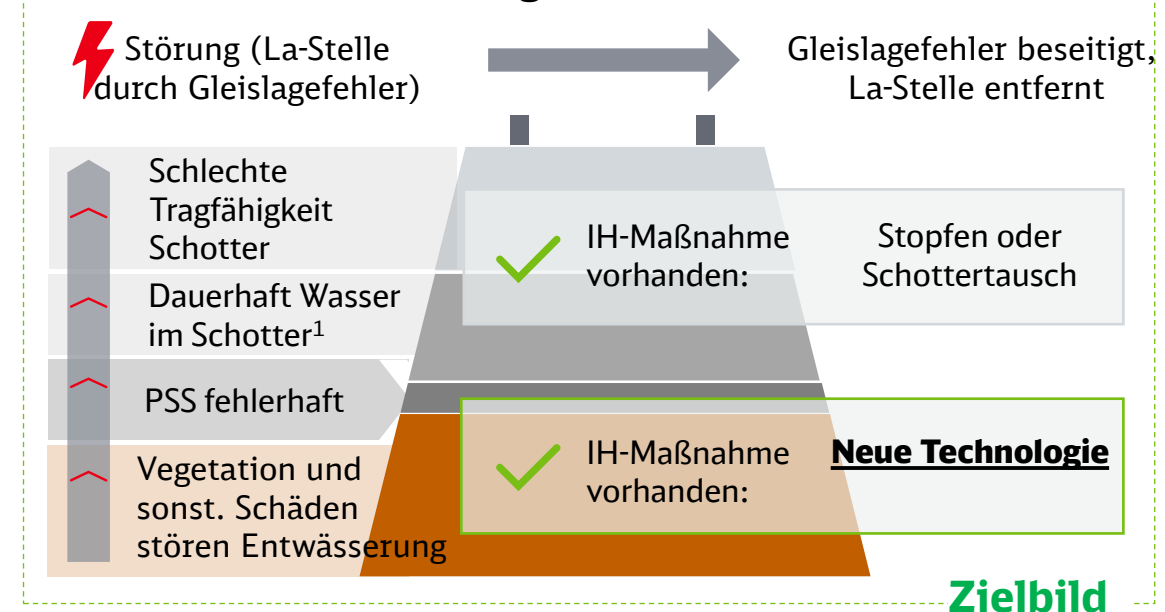 Störung (La-Stelle
durch Gleislagefehler)
Gleislagefehler beseitigt,
La-Stelle entfernt
Schlechte
Tragfähigkeit
Schotter
IH-Maßnahme
vorhanden:
Stopfen oder
Schottertausch
Dauerhaft Wasser
im Schotter¹
PSS fehlerhaft
IH-Maßnahme
vorhanden:
Neue Technologie
Vegetation und
sonst. Schäden
stören Entwässerung
Zielbild